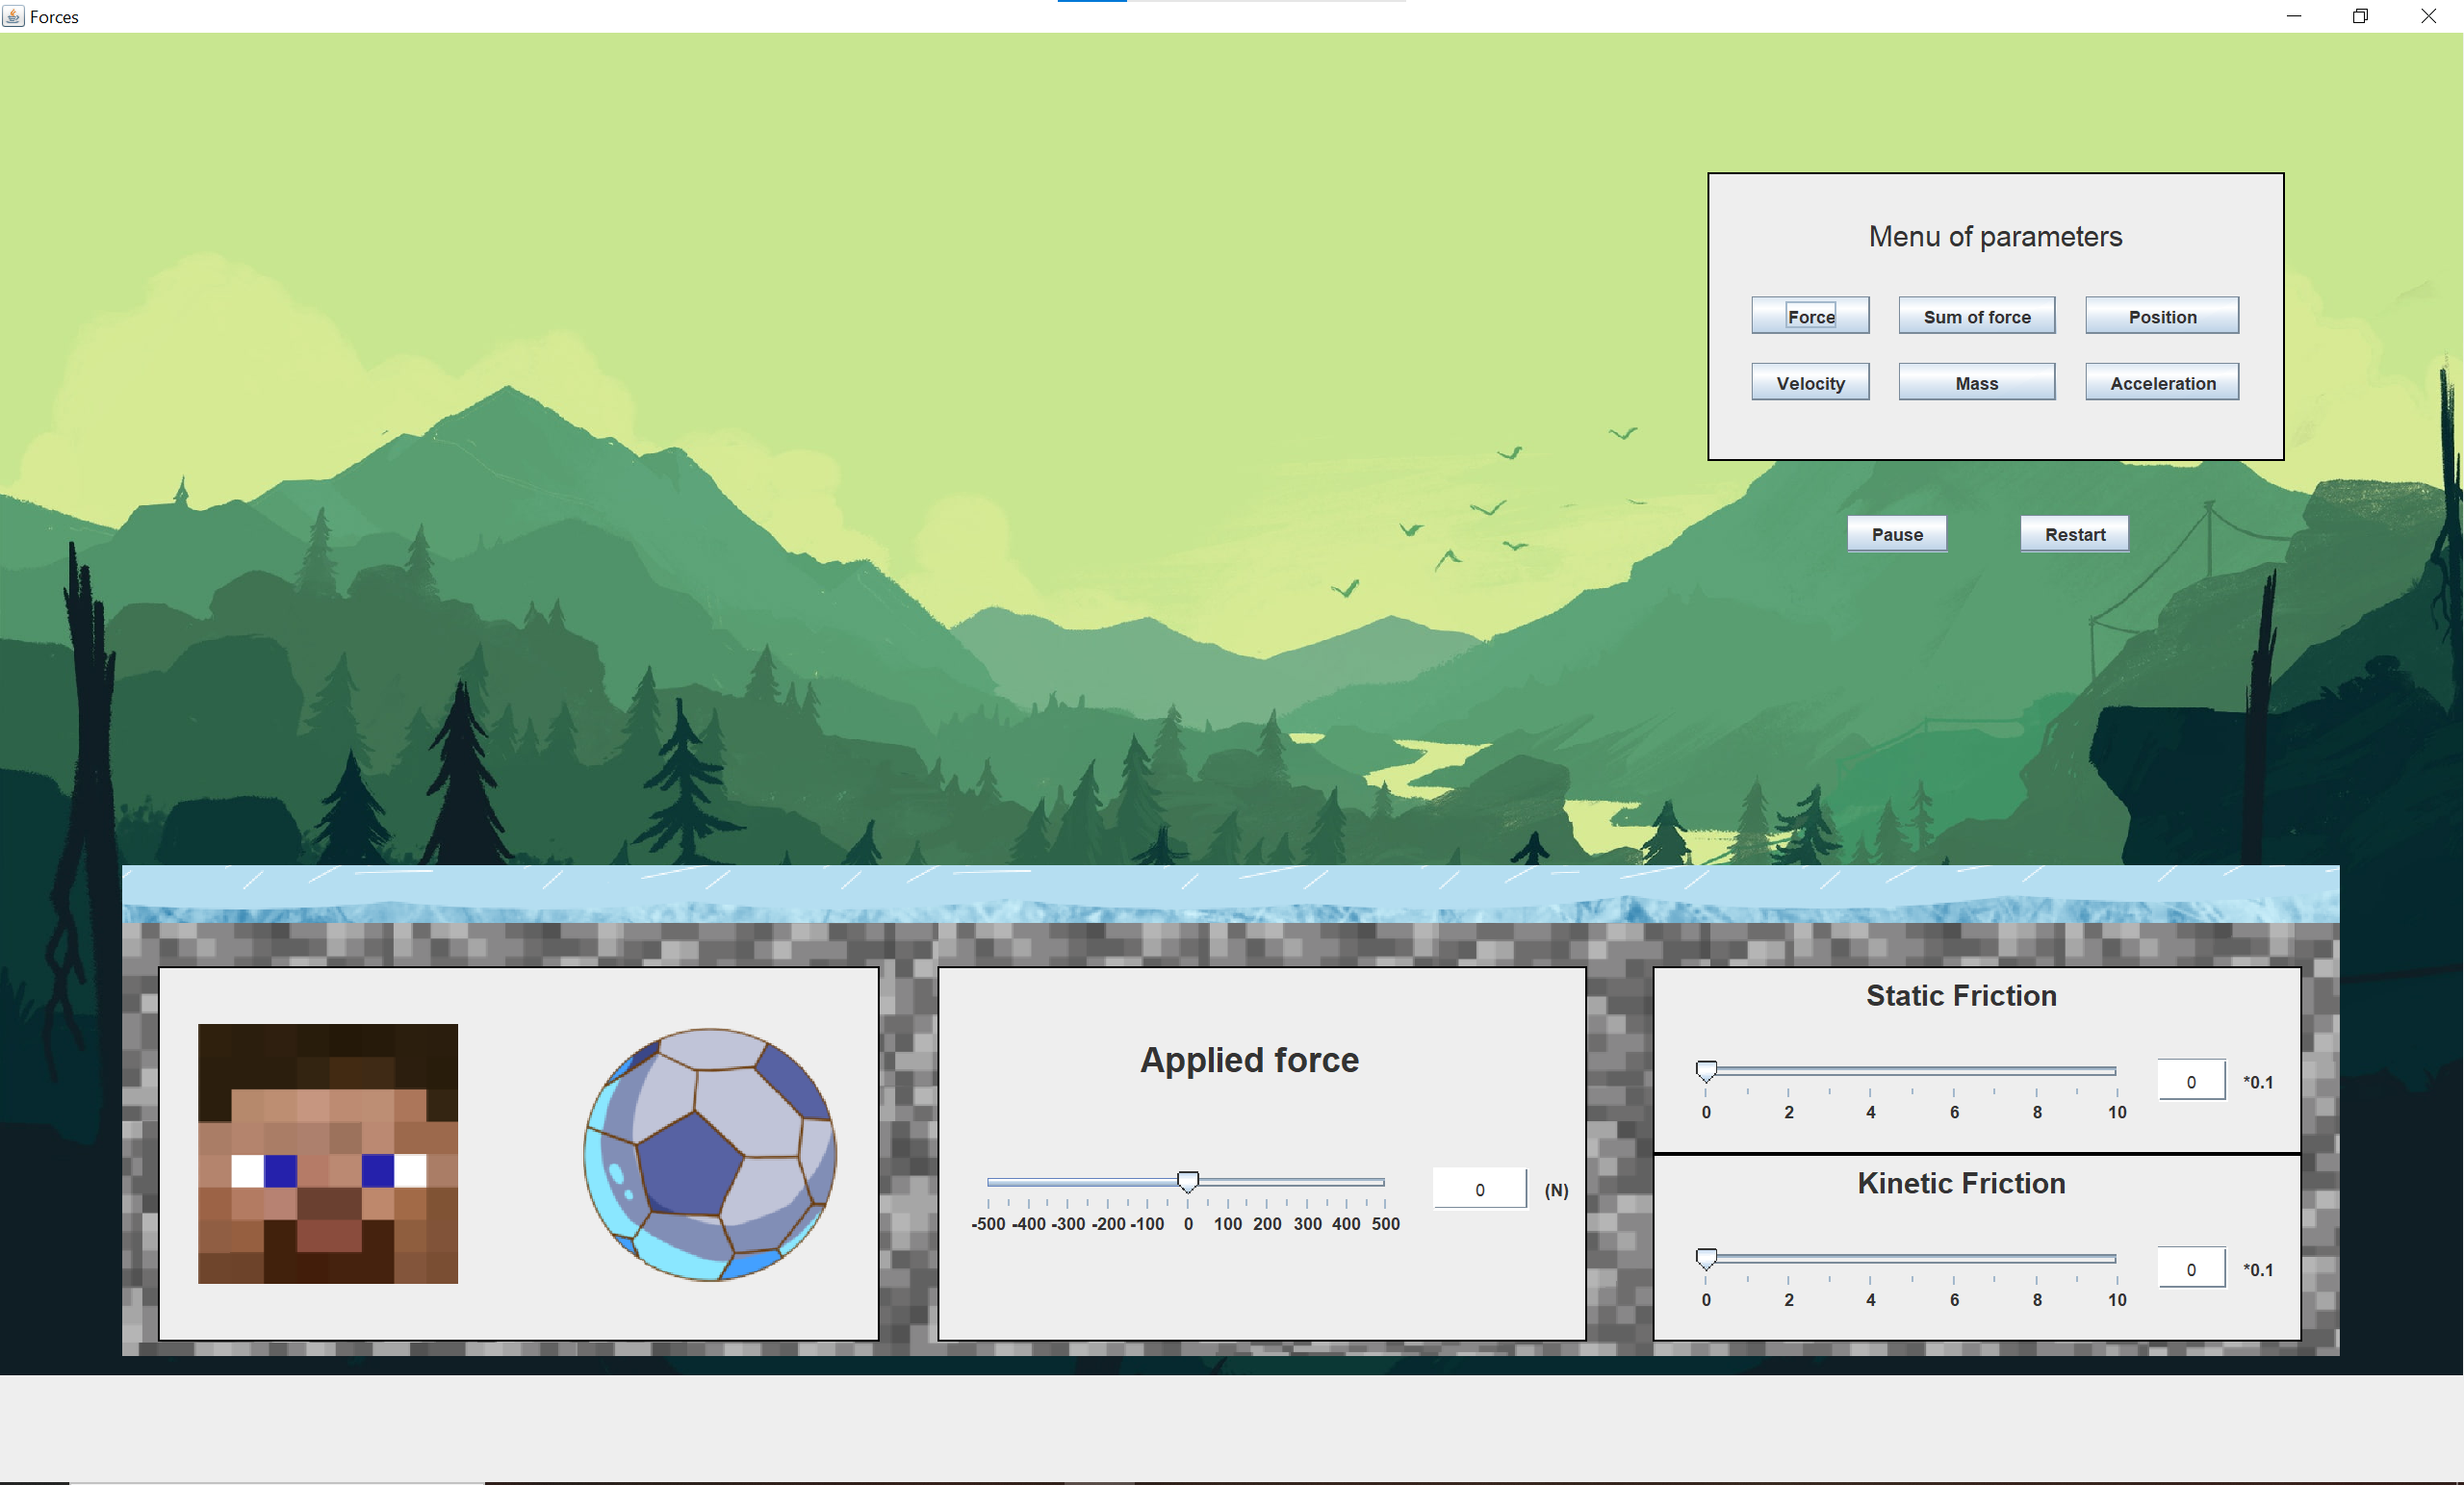 Forces
Menu of parameters
Force Sum of force Position
Velocity Mass Acceleration
Pause Restart
Applied force
0 (N)
-500 -400 -300 -200 -100 0 100 200 300 400 500
Static Friction
0 *0.1
0 2 4 6 8 10
Kinetic Friction
0 *0.1
0 2 4 6 8 10